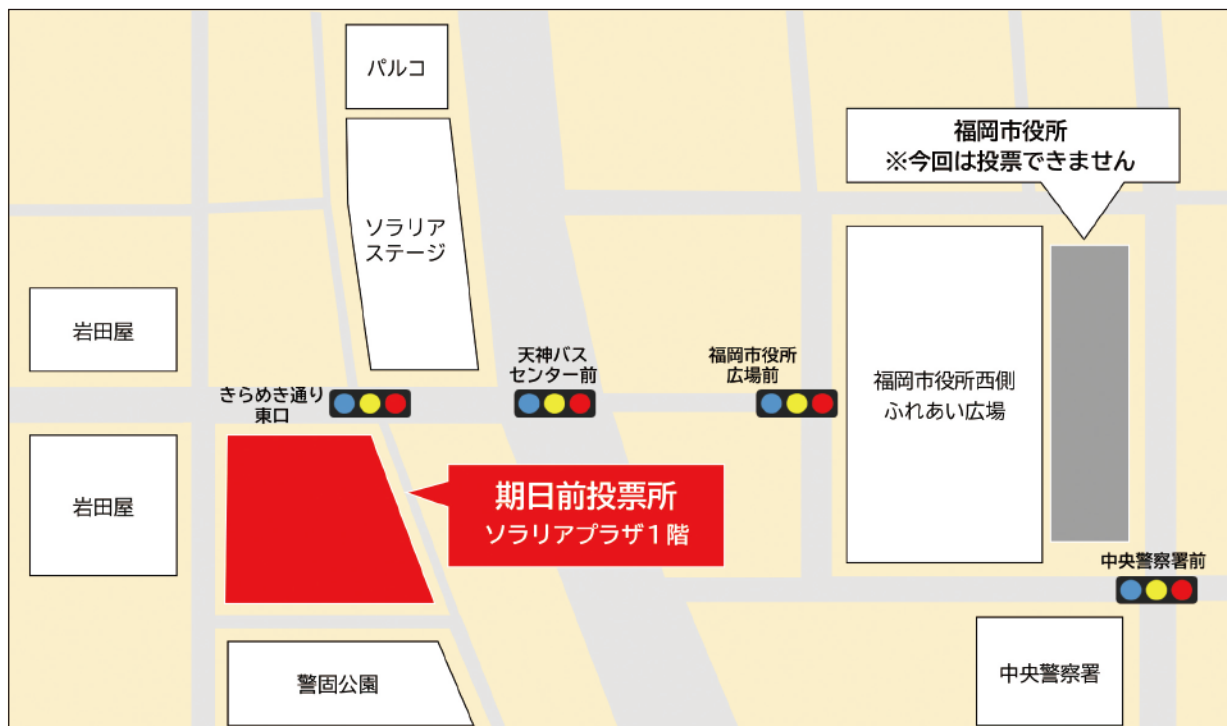 パルコ
福岡市役所
※今回は投票できません
ソラリア
ステージ
岩田屋
天神バス
センター前
福岡市役所
広場前
きらめき通り
東口
福岡市役所西側
ふれあい広場
岩田屋
期日前投票所
ソラリアプラザ1階
中央警察署前
警固公園
中央警察署